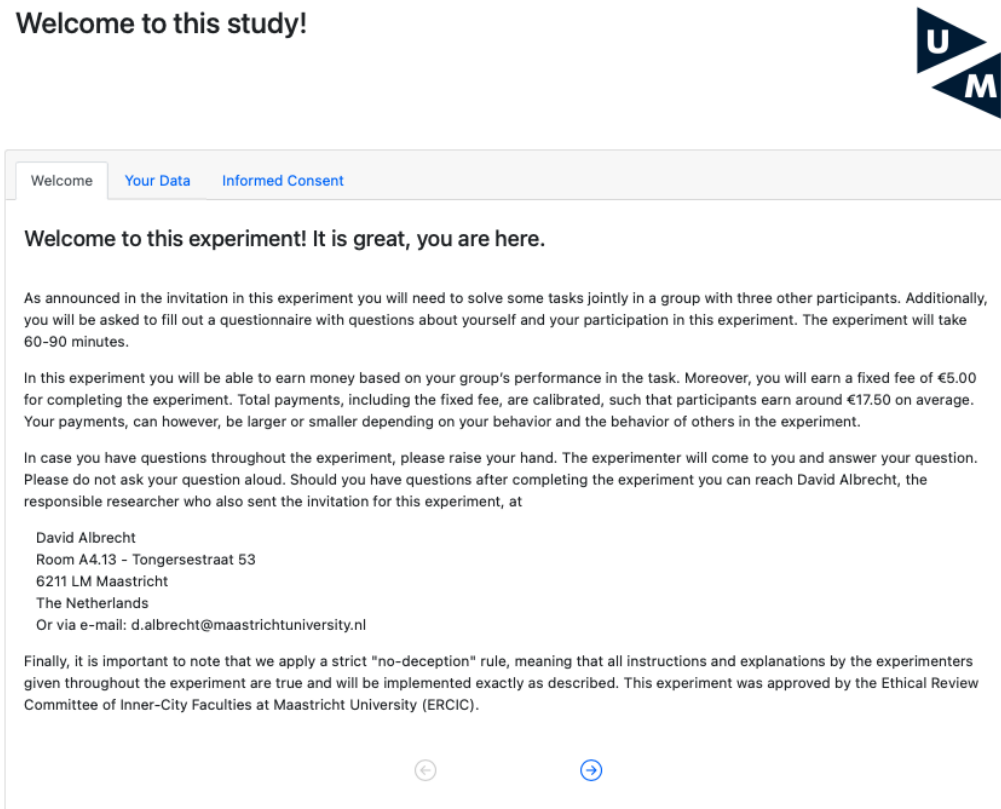 Welcome to this study!
U
M
Welcome
Your Data
Informed Consent
Welcome to this experiment! It is great, you are here.
As announced in the invitation in this experiment you will need to solve some tasks jointly in a group with three other participants. Additionally,
you will be asked to fill out a questionnaire with questions about yourself and your participation in this experiment. The experiment will take
60-90 minutes.
In this experiment you will be able to earn money based on your group's performance in the task. Moreover, you will earn a fixed fee of €5.00
for completing the experiment. Total payments, including the fixed fee, are calibrated, such that participants earn around €17.50 on average.
Your payments, can however, be larger or smaller depending on your behavior and the behavior of others in the experiment.
In case you have questions throughout the experiment, please raise your hand. The experimenter will come to you and answer your question.
Please do not ask your question aloud. Should you have questions after completing the experiment you can reach David Albrecht, the
responsible researcher who also sent the invitation for this experiment, at
David Albrecht
Room A4.13 - Tongersestraat 53
6211 LM Maastricht
The Netherlands
Or via e-mail: d.albrecht@maastrichtuniversity.nl
Finally, it is important to note that we apply a strict "no-deception" rule, meaning that all instructions and explanations by the experimenters
given throughout the experiment are true and will be implemented exactly as described. This experiment was approved by the Ethical Review
Committee of Inner-City Faculties at Maastricht University (ERCIC).